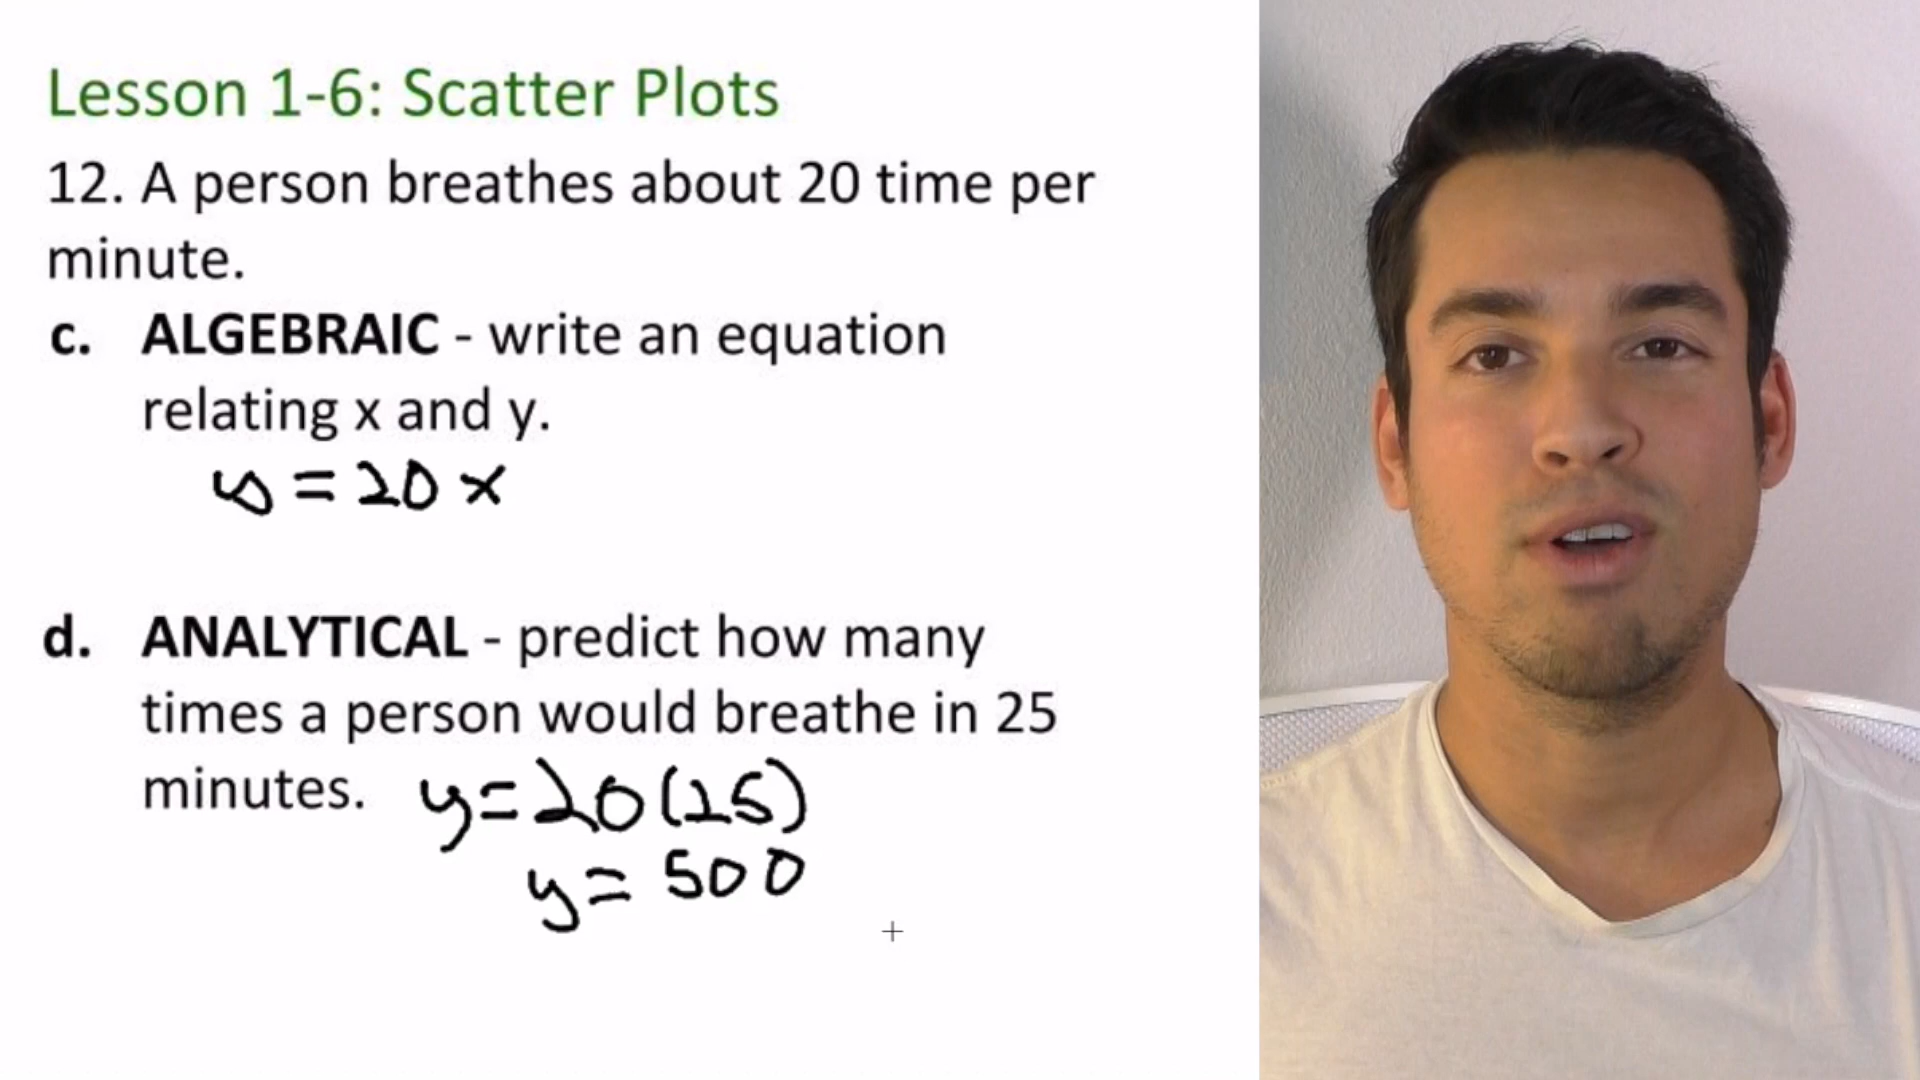 Lesson 1-6: Scatter Plots
12. A person breathes about 20 time per
minute.
c. ALGEBRAIC - write an equation
relating x and y.
y = 20 x
d. ANALYTICAL - predict how many
times a person would breathe in 25
minutes. y = 20 (25)
y = 500